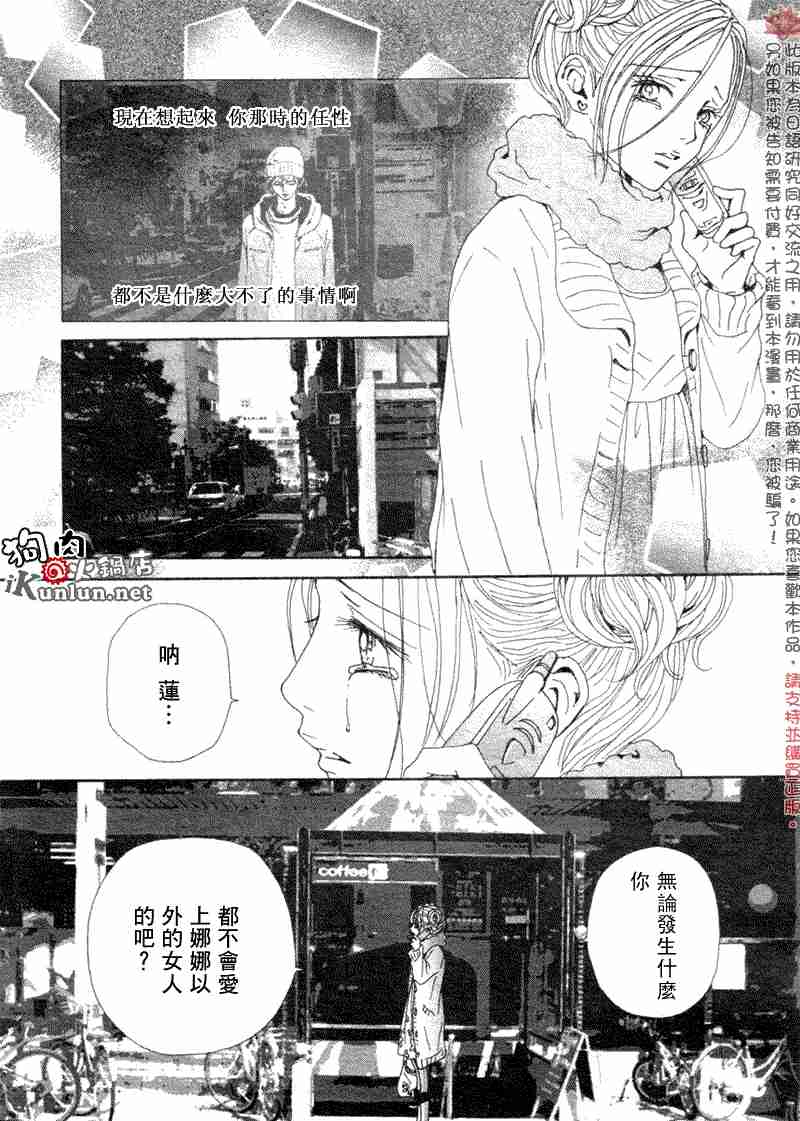 現在想起來 你那時的任性
都不是什麼大不了的事情啊
吶 蓮…
無論發生什麼
你
都不會愛
上娜娜以
外的女人
的吧？
coffee
狗肉火鍋店
iKunlun.net
此版本為日語研究同好交流之用，請勿用於任何商業用途。如果您喜歡本作品，請支持並購買正版。
只如果您被告知需要付費，才能看到本漫畫，那麼，您被騙了！